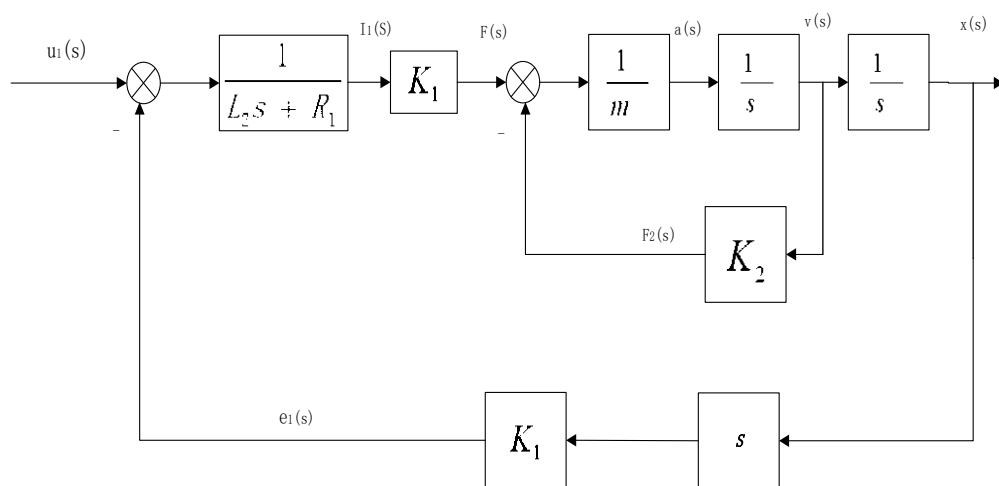 u1(s)
1
L2s + R1
I1(S)
K1
F(s)
1
m
a(s)
1
s
v(s)
1
s
x(s)
-
-
F2(s)
K2
e1(s)
K1
s